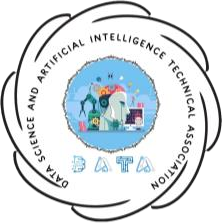 DATA SCIENCE AND ARTIFICIAL INTELLIGENCE TECHNICAL ASSOCIATION
DATA